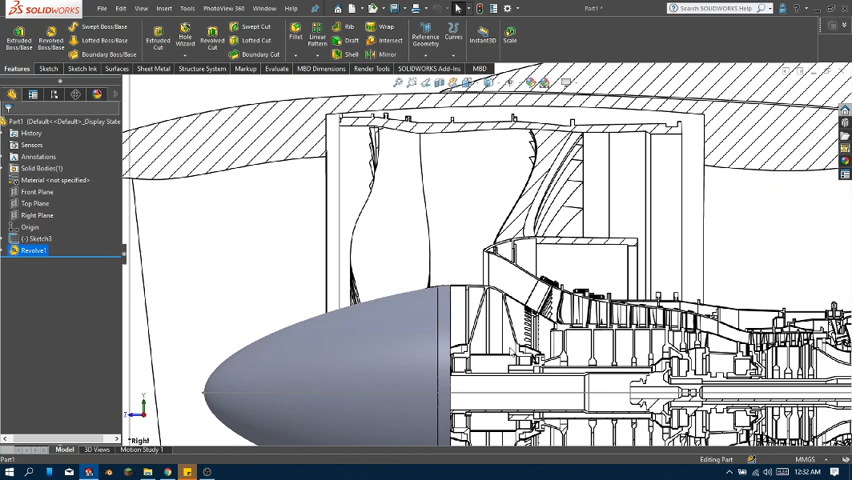 SOLIDWORKS File Edit View Insert Tools PhotoView 360 Window Part1 * Search SOLIDWORKS Help
Extruded Boss/Base Revolved Boss/Base Swept Boss/Base Lofted Boss/Base Boundary Boss/Base Extruded Cut Hole Wizard Revolved Cut Swept Cut Lofted Cut Boundary Cut Fillet Linear Pattern Rib Draft Shell Wrap Intersect Mirror Reference Geometry Curves Instant3D Scale
Features Sketch Sketch Ink Surfaces Sheet Metal Structure System Markup Evaluate MBD Dimensions Render Tools SOLIDWORKS Add-Ins MBD
Part1 (Default<<Default>_Display State
History
Sensors
Annotations
Solid Bodies(1)
Material <not specified>
Front Plane
Top Plane
Right Plane
Origin
(-) Sketch3
Revolve1
Y
Z
*Right
Model 3D Views Motion Study 1
Part1 Editing Part MMGS
12:32 AM